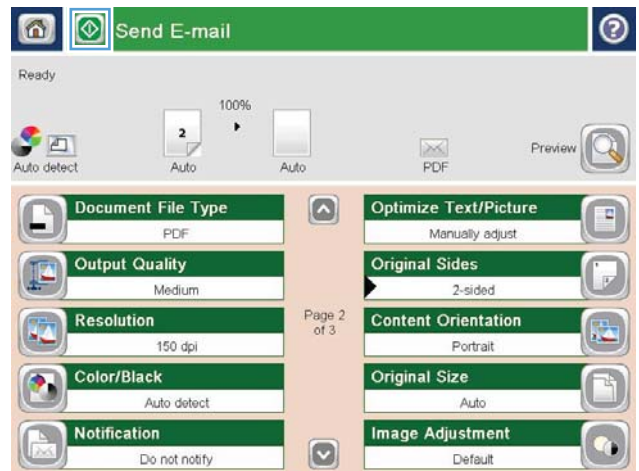 Send E-mail
?
Ready
100%
2
Auto detect
Auto
Auto
PDF
Preview
Document File Type
PDF
Output Quality
Medium
Resolution
150 dpi
Color/Black
Auto detect
Notification
Do not notify
Page 2
of 3
Optimize Text/Picture
Manually adjust
Original Sides
2-sided
Content Orientation
Portrait
Original Size
Auto
Image Adjustment
Default